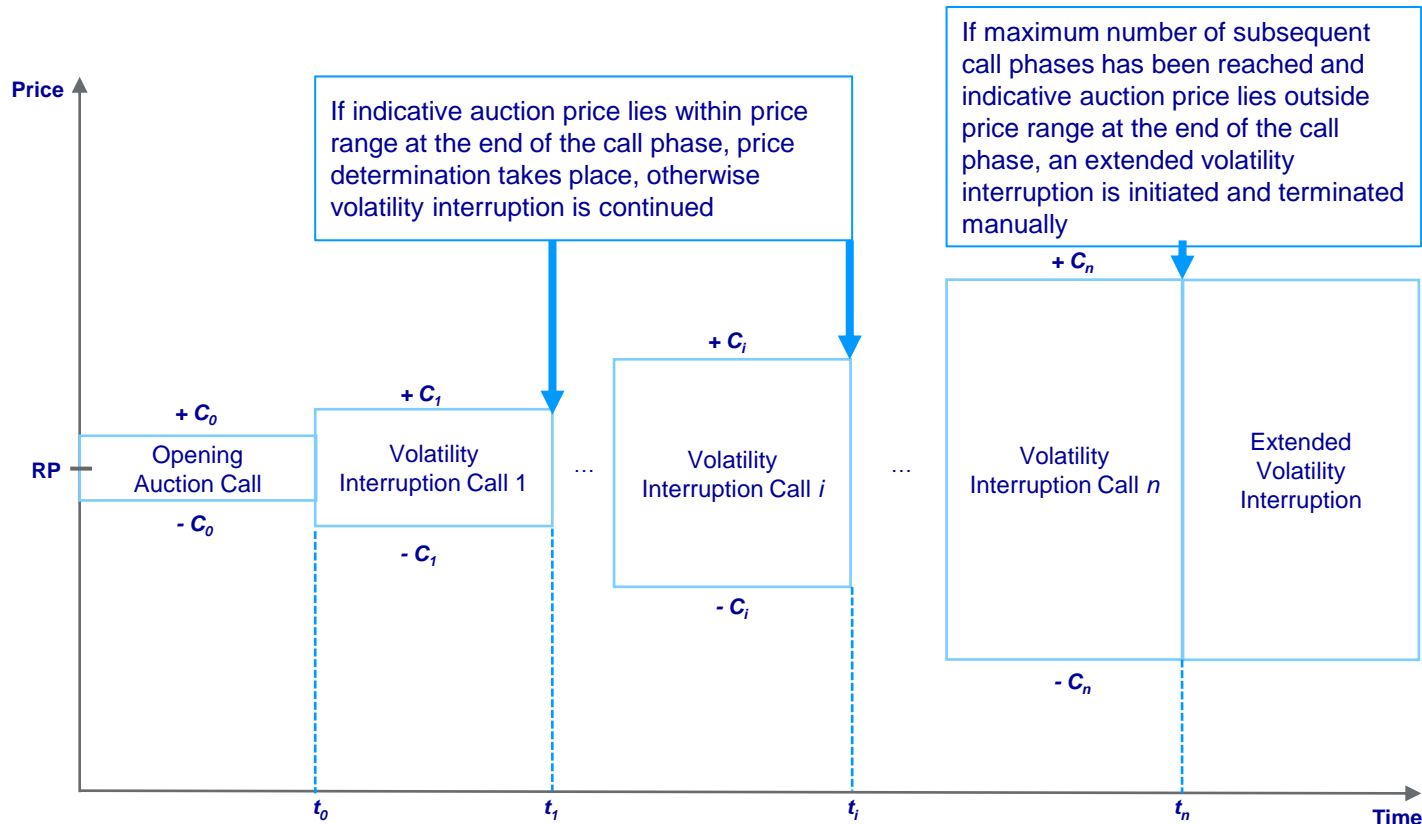 If maximum number of subsequent
call phases has been reached and
indicative auction price lies outside
price range at the end of the call
phase, an extended volatility
interruption is initiated and terminated
manually
Price
If indicative auction price lies within price
range at the end of the call phase, price
determination takes place, otherwise
volatility interruption is continued
+ Cn
+ Ci
+ C1
+ C0
RP
Opening
Auction Call
Volatility
Interruption Call 1
...
Volatility
Interruption Call i
...
Volatility
Interruption Call n
Extended
Volatility
Interruption
- C0
- C1
- Ci
- Cn
t0
t1
ti
tn
Time